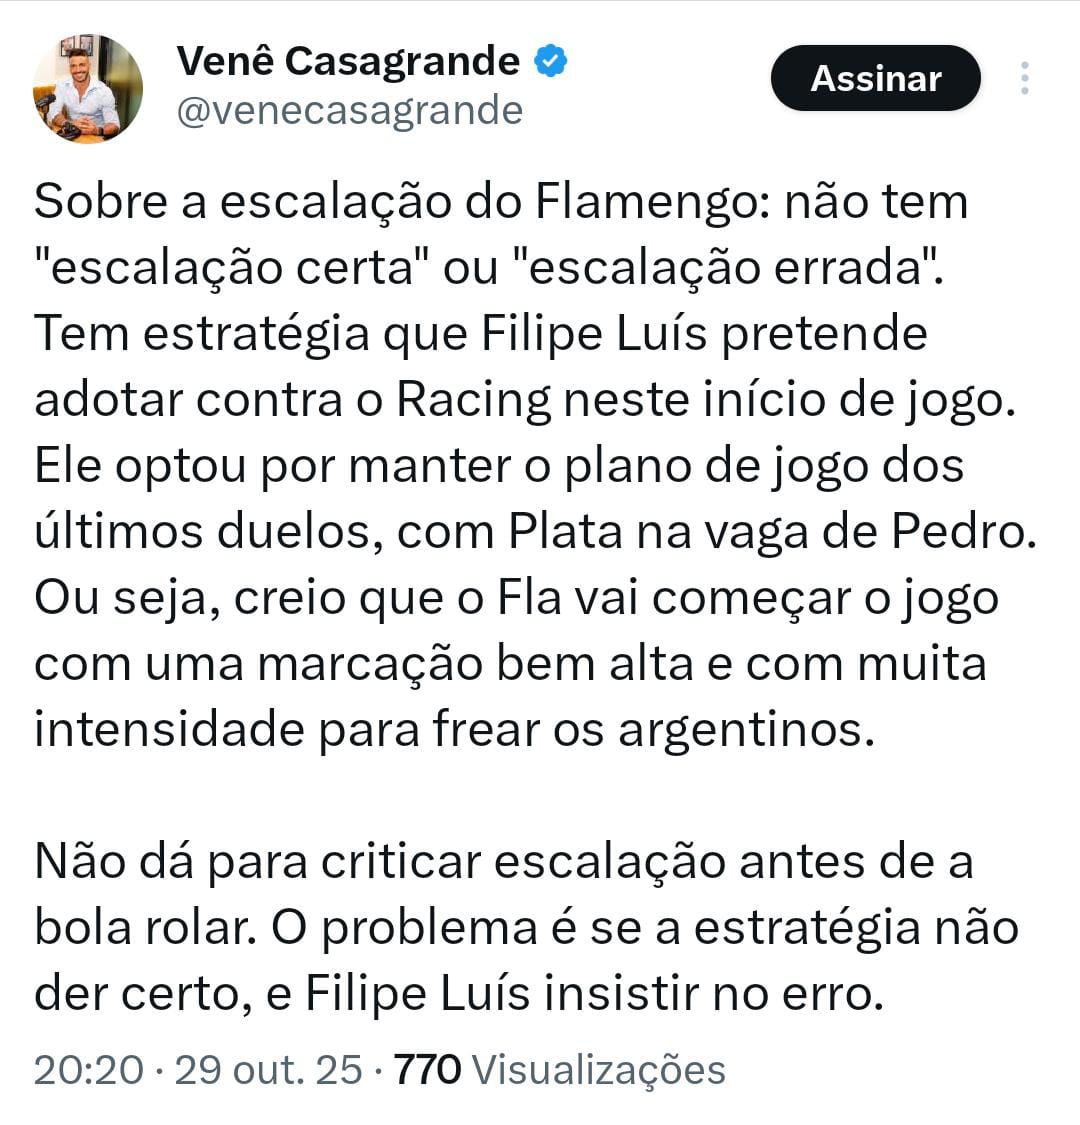 Venê Casagrande
Assinar
@venecasagrande
Sobre a escalação do Flamengo: não tem
"escalação certa" ou "escalação errada".
Tem estratégia que Filipe Luís pretende
adotar contra o Racing neste início de jogo.
Ele optou por manter o plano de jogo dos
últimos duelos, com Plata na vaga de Pedro.
Ou seja, creio que o Fla vai começar o jogo
com uma marcação bem alta e com muita
intensidade para frear os argentinos.
Não dá para criticar escalação antes de a
bola rolar. O problema é se a estratégia não
der certo, e Filipe Luís insistir no erro.
20:20 · 29 out. 25 · 770 Visualizações